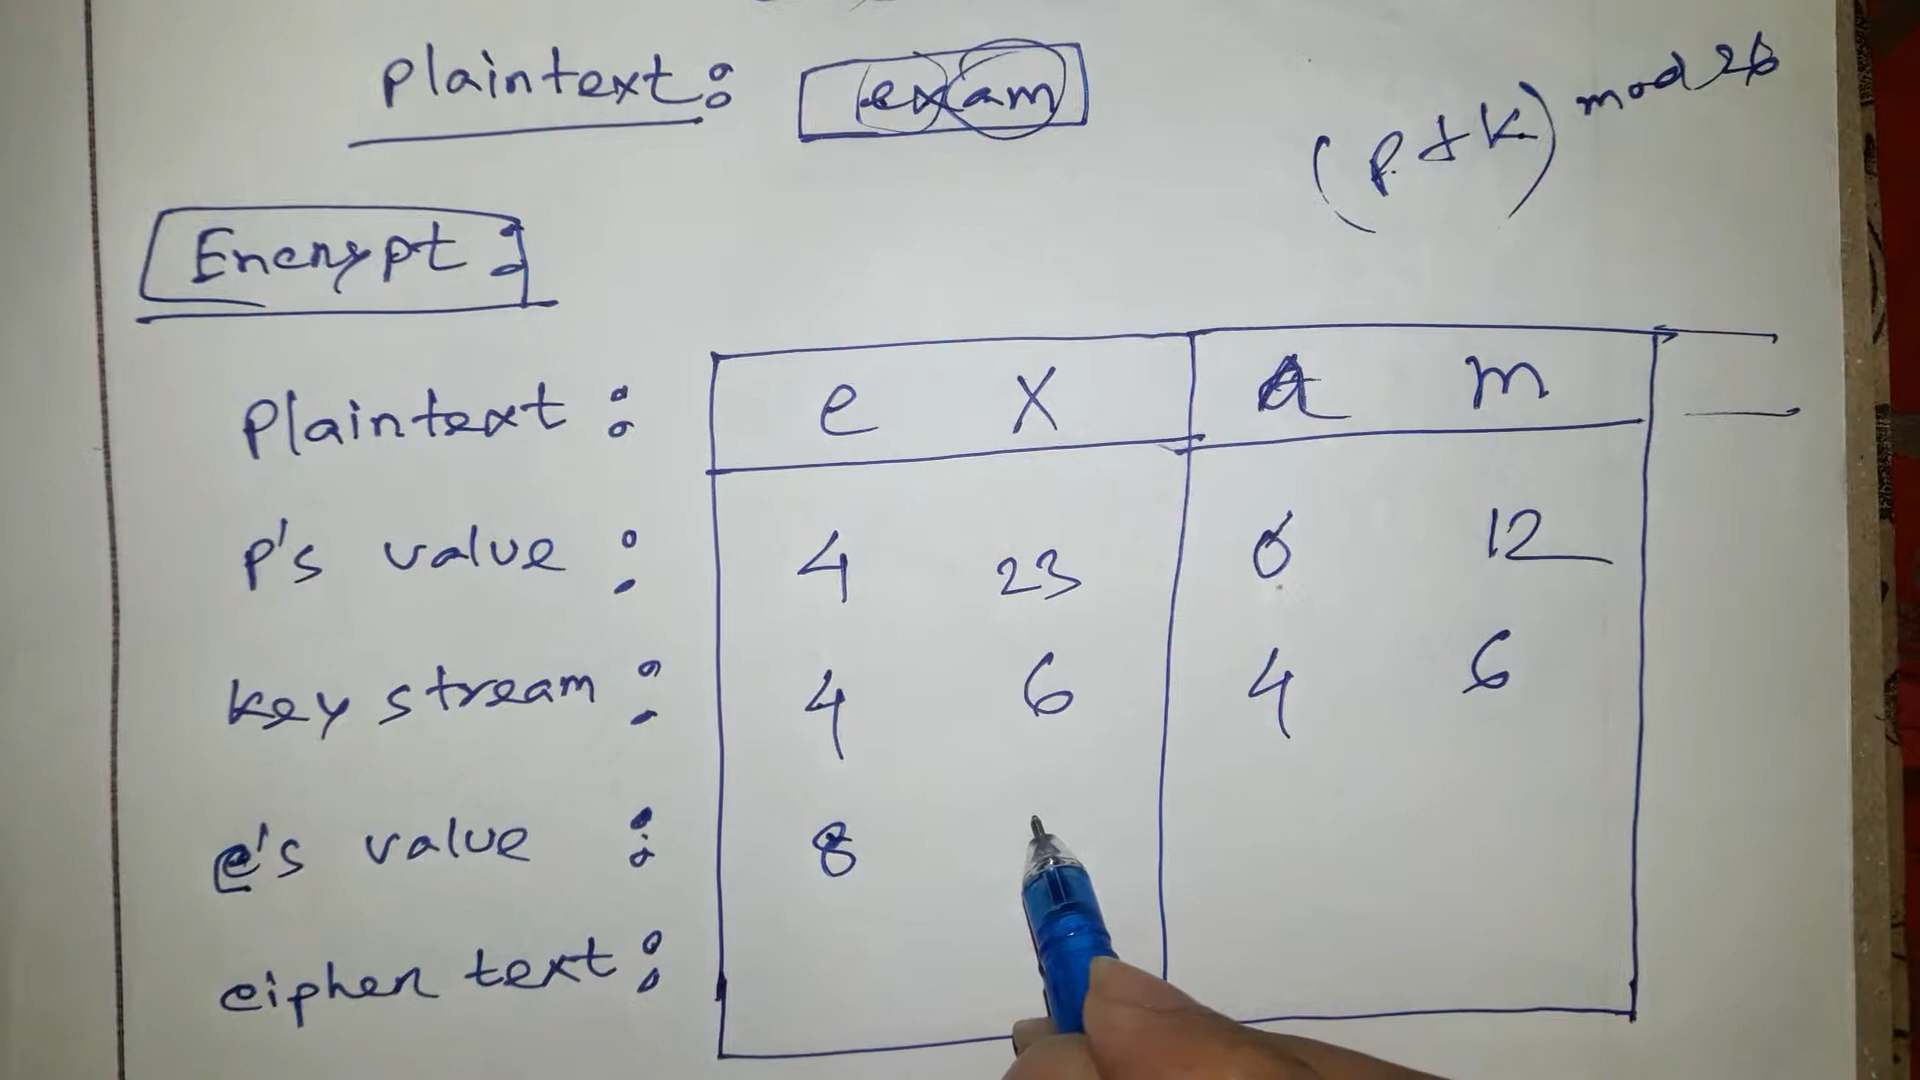 plaintext: exam
(P + K) mod 26
Encrypt:
Plaintext: e x a m
p's value: 4 23 0 12
key stream: 4 6 4 6
c's value: 8
cipher text: